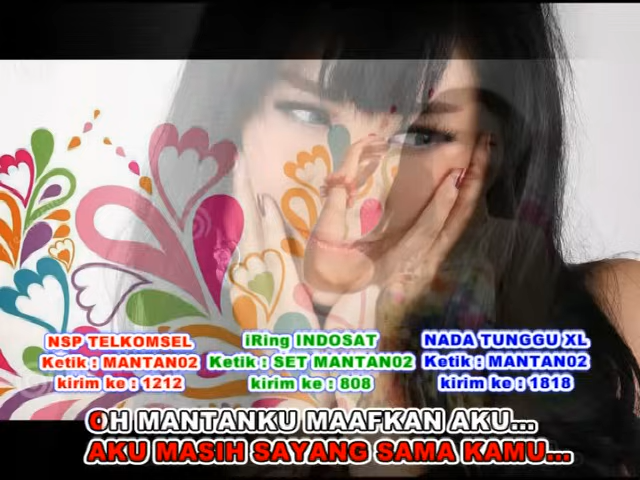 NSP TELKOMSEL
Ketik : MANTAN02
kirim ke : 1212
iRing INDOSAT
Ketik : SET MANTAN02
kirim ke : 808
NADA TUNGGU XL
Ketik : MANTAN02
kirim ke : 1818
OH MANTANKU MAAFKAN AKU...
AKU MASIH SAYANG SAMA KAMU...